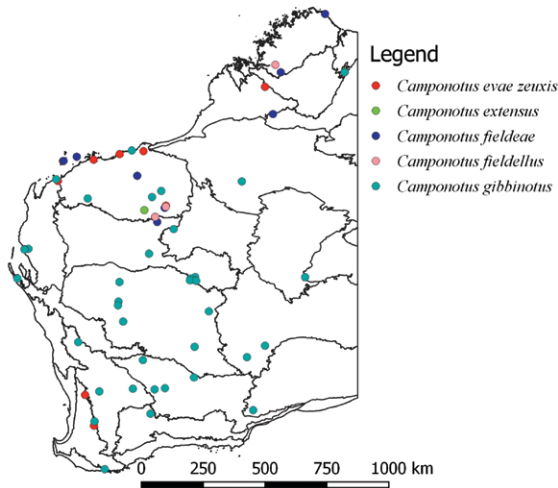 Legend
Camponotus evae zeuxis
Camponotus extensus
Camponotus fieldeae
Camponotus fieldellus
Camponotus gibbinotus
0 250 500 750 1000 km